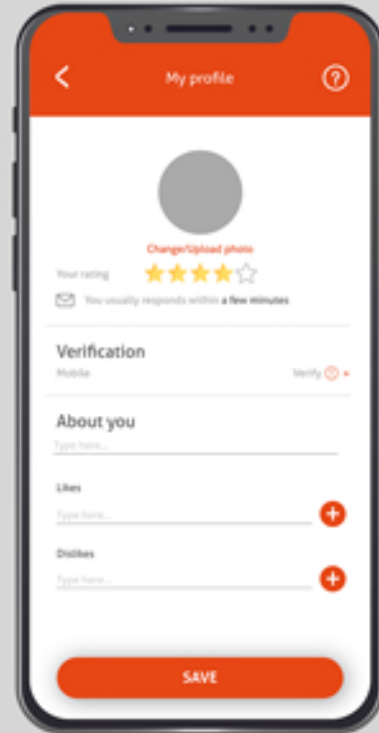 My profile
Change/Upload photo
Your rating
You usually responds within a few minutes
Verification
Mobile Verify
About you
Type here...
Likes
Type here...
Dislikes
Type here...
SAVE